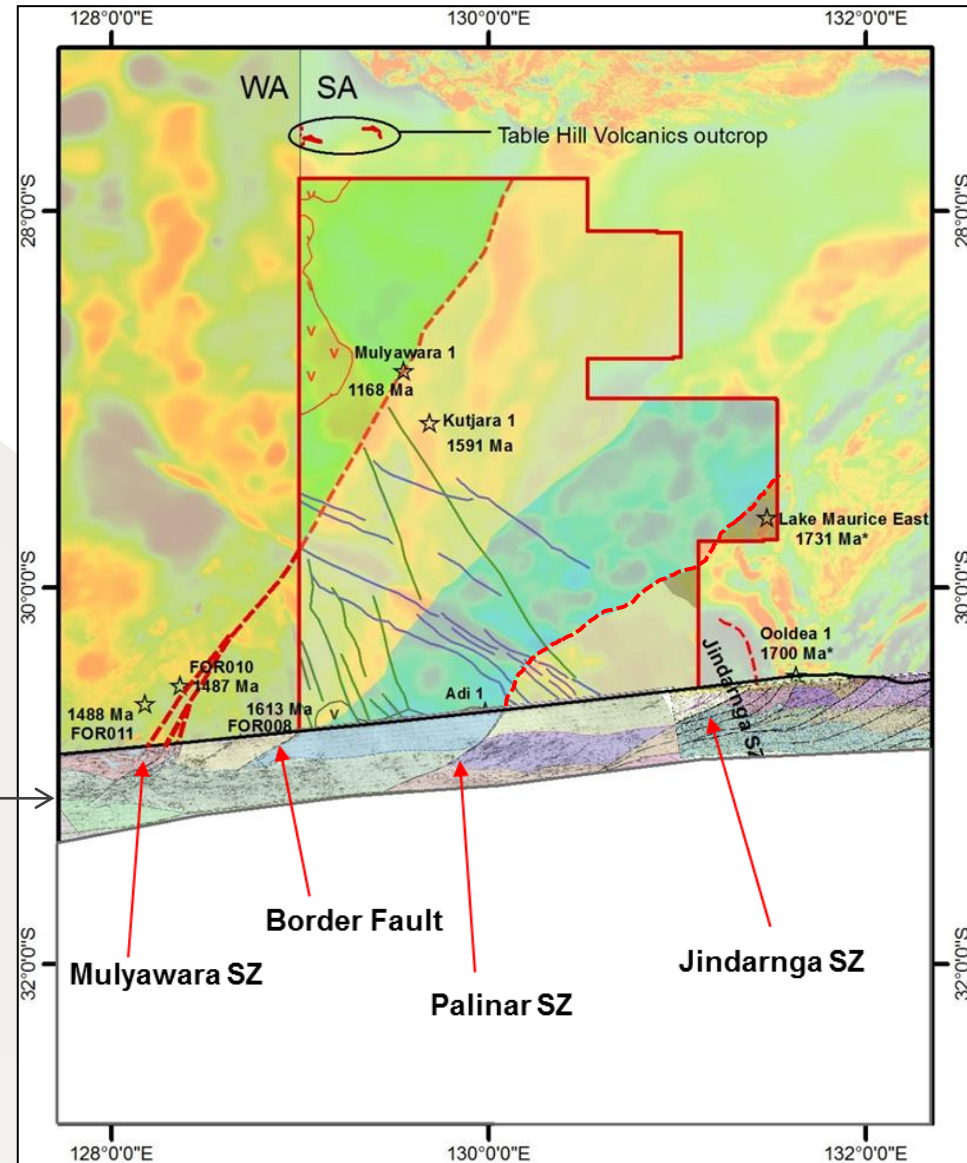 128°0'0"E 130°0'0"E 132°0'0"E
WA SA
Table Hill Volcanics outcrop
28°0'0"S 28°0'0"S
v
v
v
v
v
Mulyawara 1
1168 Ma
Kutjara 1
1591 Ma
Lake Maurice East
1731 Ma*
30°0'0"S 30°0'0"S
Ooldea 1
1700 Ma*
Jindarnga SZ
FOR010
1487 Ma
1488 Ma
FOR011
1613 Ma
FOR008
v
Adi 1
Border Fault
Mulyawara SZ
Palinar SZ
Jindarnga SZ
32°0'0"S 32°0'0"S
128°0'0"E 130°0'0"E 132°0'0"E